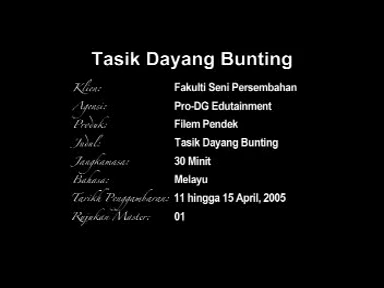 Tasik Dayang Bunting
Klien: Fakulti Seni Persembahan
Agensi: Pro-DG Edutainment
Produk: Filem Pendek
Judul: Tasik Dayang Bunting
Jangkamasa: 30 Minit
Bahasa: Melayu
Tarikh Penggambaran: 11 hingga 15 April, 2005
Rujukan Master: 01